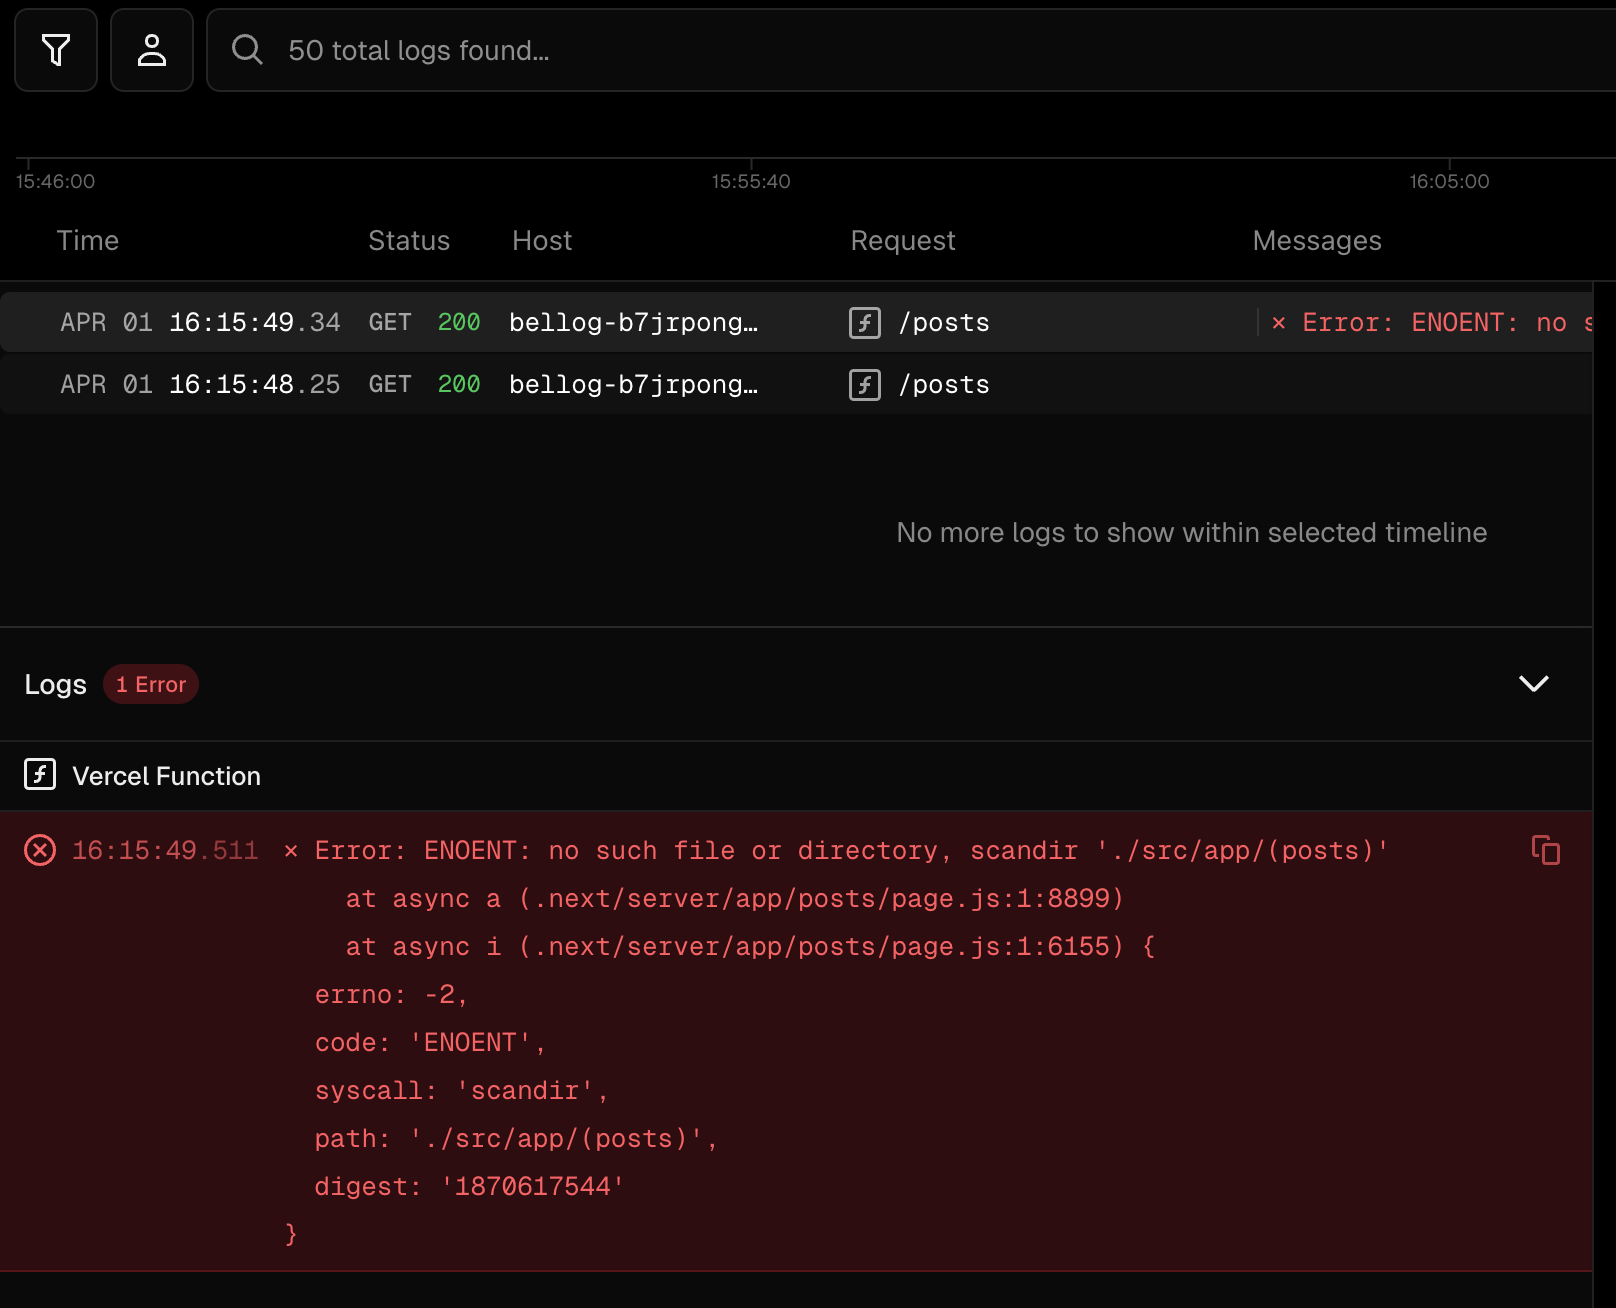 50 total logs found...
15:46:00 15:55:40 16:05:00
Time Status Host Request Messages
APR 01 16:15:49.34 GET 200 bellog-b7jrpong… /posts × Error: ENOENT: no s
APR 01 16:15:48.25 GET 200 bellog-b7jrpong… /posts
No more logs to show within selected timeline
Logs 1 Error
Vercel Function
16:15:49.511 × Error: ENOENT: no such file or directory, scandir './src/app/(posts)'
at async a (.next/server/app/posts/page.js:1:8899)
at async i (.next/server/app/posts/page.js:1:6155) {
errno: -2,
code: 'ENOENT',
syscall: 'scandir',
path: './src/app/(posts)',
digest: '1870617544'
}